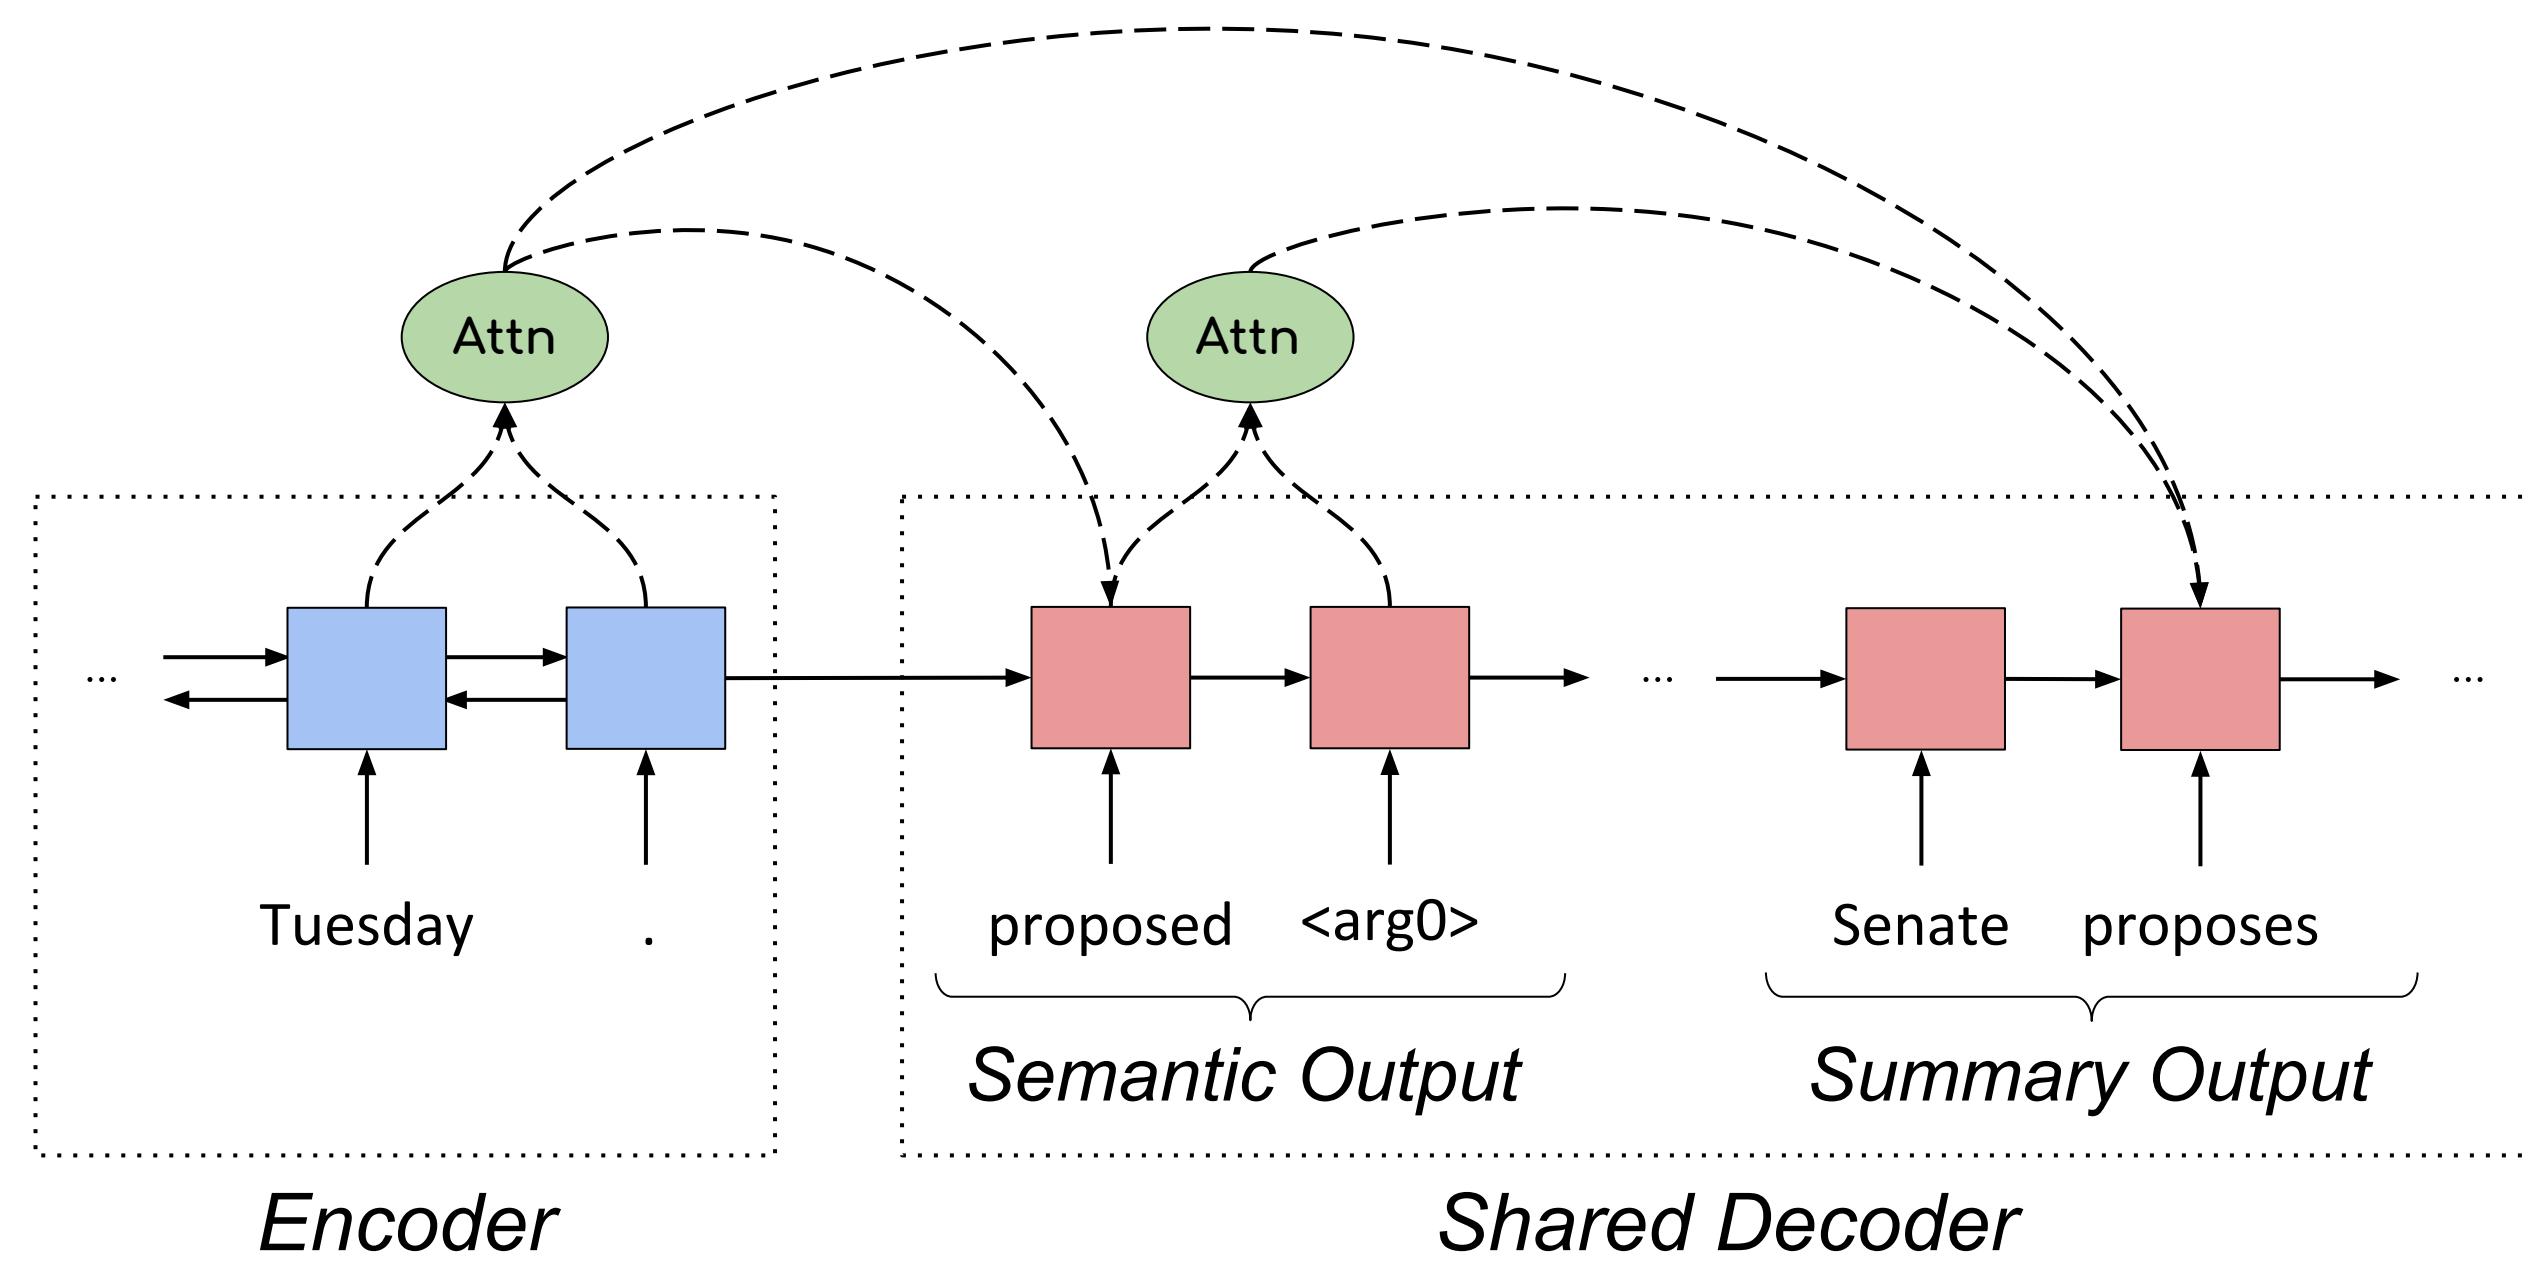 Attn Attn
... ... ...
Tuesday . proposed <arg0> Senate proposes
Semantic Output Summary Output
Encoder Shared Decoder